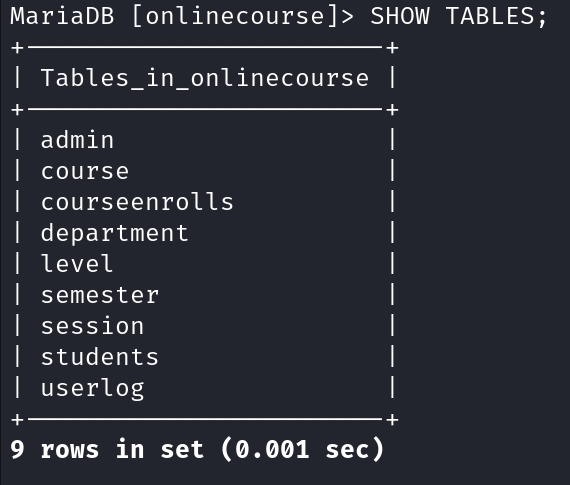 MariaDB [onlinecourse]> SHOW TABLES;
+------------------------+
| Tables_in_onlinecourse |
+------------------------+
| admin                  |
| course                 |
| courseenrolls          |
| department             |
| level                  |
| semester               |
| session                |
| students               |
| userlog                |
+------------------------+
9 rows in set (0.001 sec)